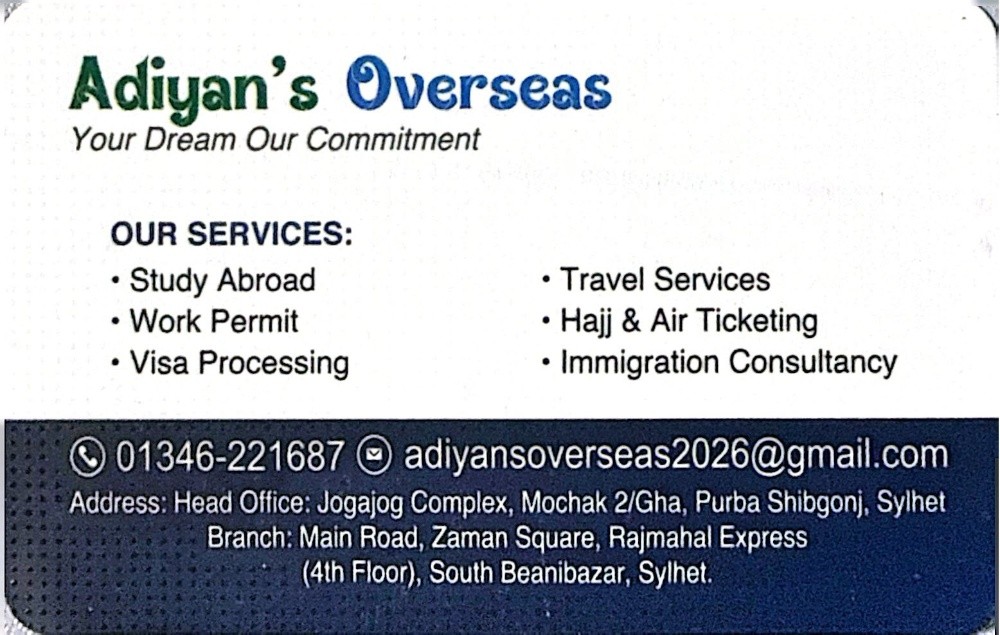 Adiyan's Overseas
Your Dream Our Commitment
OUR SERVICES:
• Study Abroad
• Work Permit
• Visa Processing
• Travel Services
• Hajj & Air Ticketing
• Immigration Consultancy
01346-221687 adiyansoverseas2026@gmail.com
Address: Head Office: Jogajog Complex, Mochak 2/Gha, Purba Shibgonj, Sylhet
Branch: Main Road, Zaman Square, Rajmahal Express
(4th Floor), South Beanibazar, Sylhet.